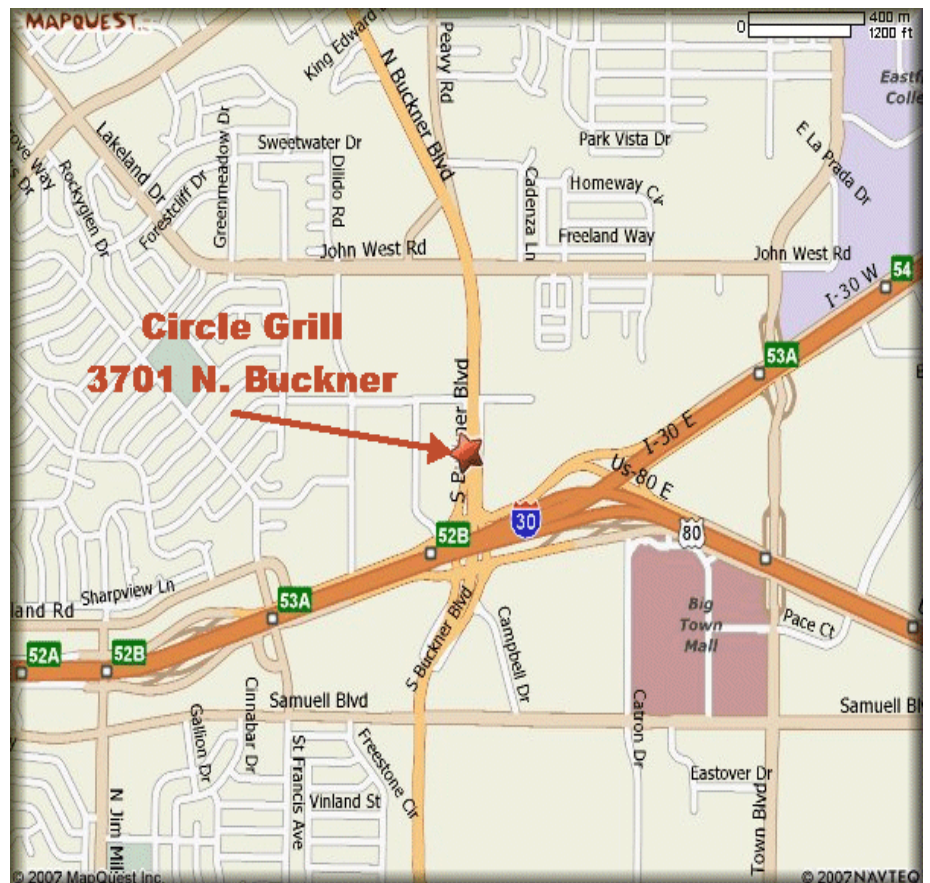 MAPQUEST
0
400 m
1200 ft
King Edward
N Buckner Blvd
Peavy Rd
Eastf
Colle
Lakeland Dr
Rockyglen Dr
Forestcliff Dr
Greenmeadow Dr
Sweetwater Dr
Dilido Rd
Park Vista Dr
E La Prada Dr
Cadenza Ln
Homeway Cir
Freeland Way
John West Rd
John West Rd
54
I-30 W
Circle Grill
3701 N. Buckner
53A
S Buckner Blvd
I-30 E
Us-80 E
30
80
52B
Sharpview Ln
land Rd
53A
Big
Town
Mall
Pace Ct
52A
52B
S Buckner Blvd
Campbell Dr
Cinnabar Dr
Samuell Blvd
Samuell Bl
Gallion Dr
St Francis Ave
Freestone Cir
Catron Dr
Eastover Dr
Vinland St
N Jim Mil
Town Blvd
© 2007 MapQuest Inc.
© 2007 NAVTEQ